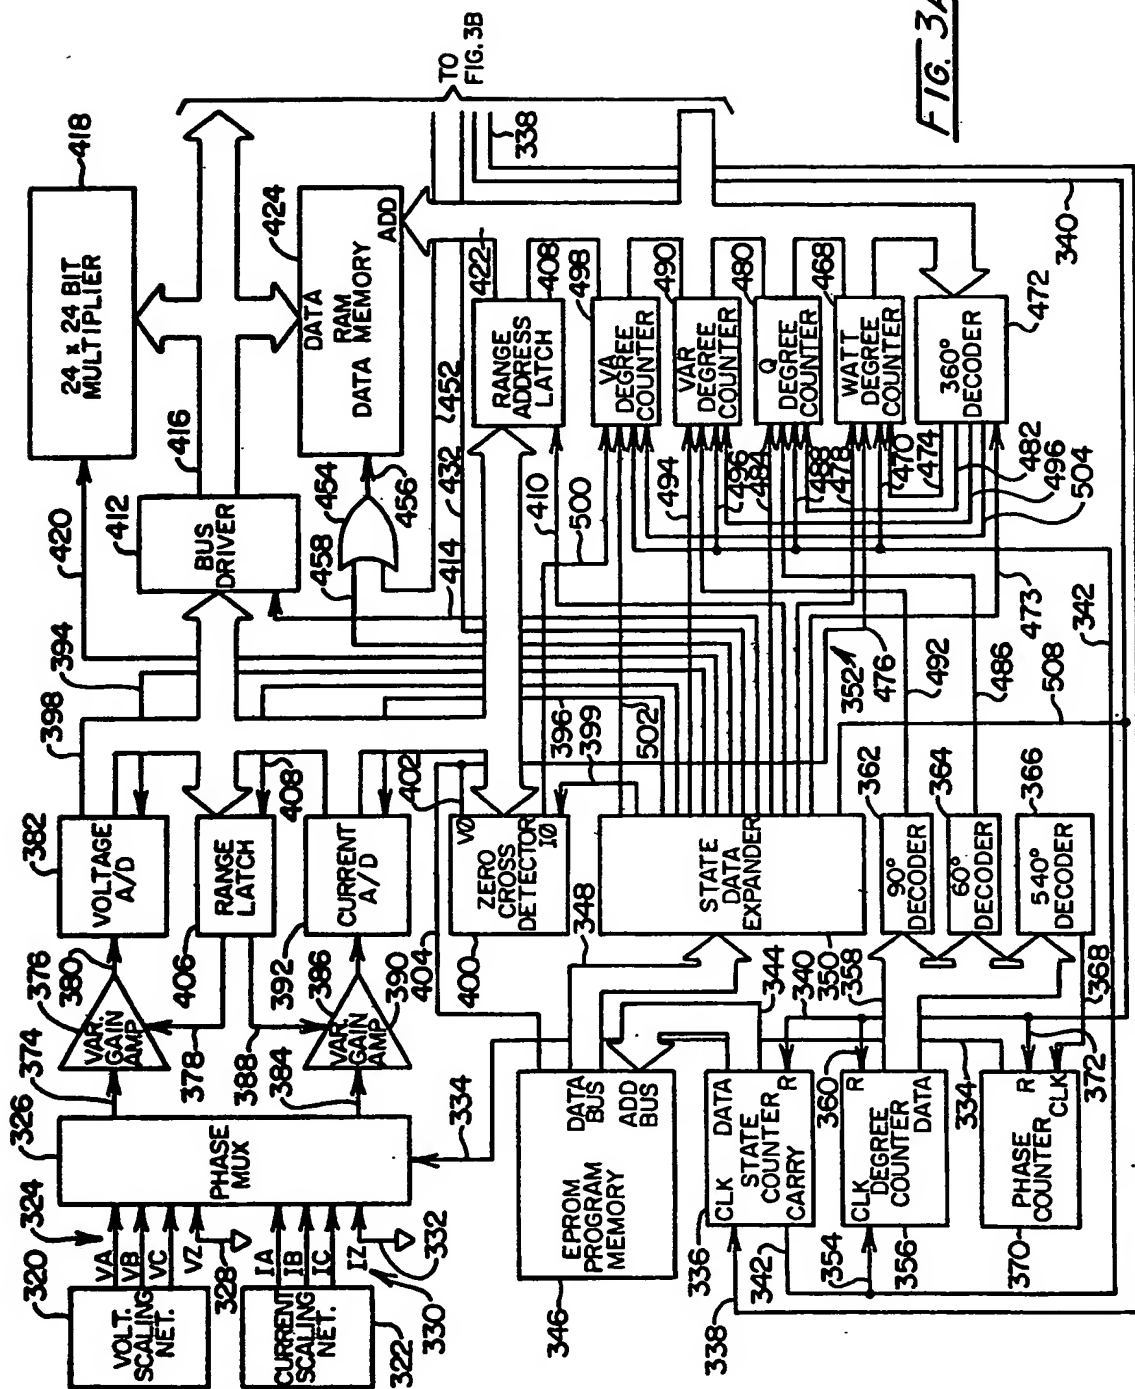 FIG. 3A
TO
FIG. 3B
418
24 x 24 BIT
MULTIPLIER
424
DATA
RAM
DATA MEMORY
ADD
416
420
412
BUS
DRIVER
454
456
458
432
452
414
422
408
RANGE
ADDRESS
LATCH
410
500
498
VA
DEGREE
COUNTER
490
VAR
DEGREE
COUNTER
480
Q
DEGREE
COUNTER
468
WATT
DEGREE
COUNTER
472
360°
DECODER
338
340
494
496
484
488
478
470
474
482
496
504
473
342
394
398
382
VOLTAGE
A/D
408
RANGE
LATCH
406
CURRENT
A/D
392
402
396
399
502
VØ
ZERO
CROSS
DETECTOR
IØ
400
404
STATE
DATA
EXPANDER
350
348
352
476
492
486
508
362
90°
DECODER
364
60°
DECODER
366
540°
DECODER
368
358
376
VAR.
GAIN
AMP
380
374
378
386
VAR.
GAIN
AMP
390
388
384
326
PHASE
MUX
334
324
VA
VB
VC
VZ
328
IA
IB
IC
IZ
332
330
320
VOLT.
SCALING
NET.
CURRENT
SCALING
NET.
322
346
EPROM
PROGRAM
MEMORY
DATA
BUS
ADD
BUS
344
340
336
CLK
DATA
STATE
COUNTER
CARRY
R
338
342
354
360
CLK
R
DEGREE
COUNTER
DATA
356
334
372
370
PHASE
COUNTER
R
CLK